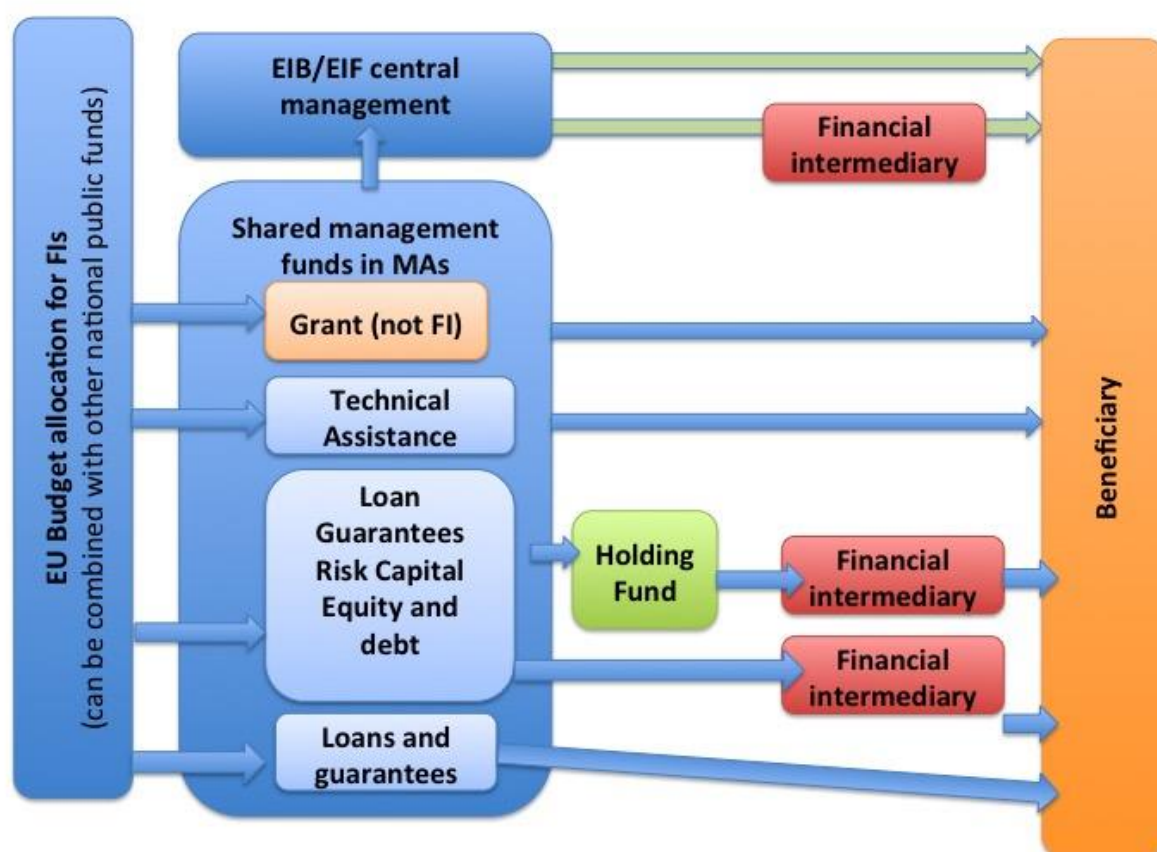 EU Budget allocation for FIs
(can be combined with other national public funds)
EIB/EIF central
management
Financial
intermediary
Shared management
funds in MAs
Grant (not FI)
Technical
Assistance
Loan
Guarantees
Risk Capital
Equity and
debt
Holding
Fund
Financial
intermediary
Financial
intermediary
Loans and
guarantees
Beneficiary